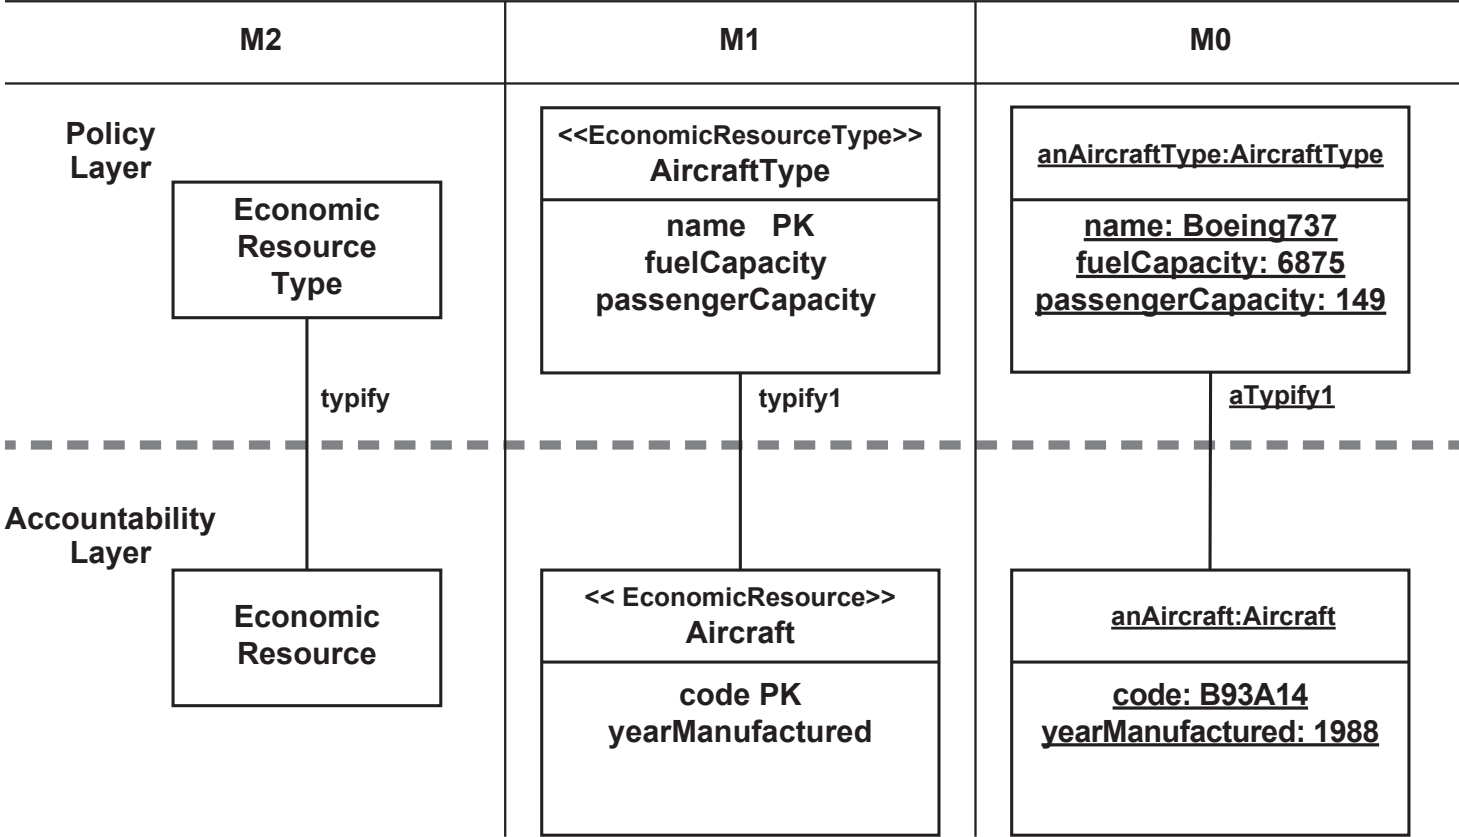 M2
M1
M0
Policy
Layer
Economic
Resource
Type
<<EconomicResourceType>>
AircraftType
name PK
fuelCapacity
passengerCapacity
anAircraftType:AircraftType
name: Boeing737
fuelCapacity: 6875
passengerCapacity: 149
typify
typify1
aTypify1
Accountability
Layer
Economic
Resource
<< EconomicResource>>
Aircraft
code PK
yearManufactured
anAircraft:Aircraft
code: B93A14
yearManufactured: 1988